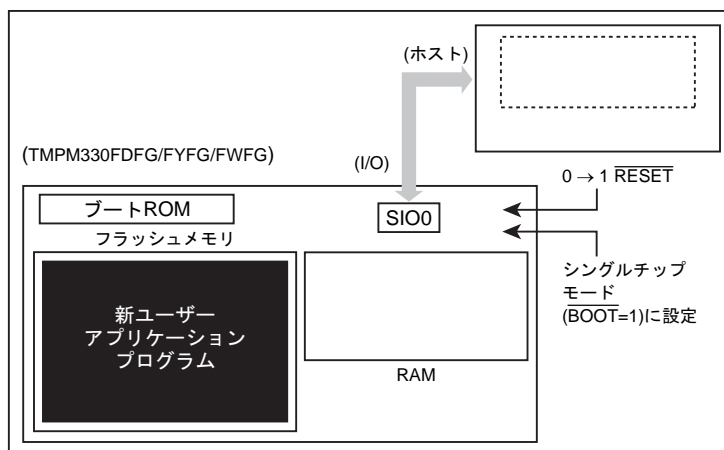 (ホスト)
(TMPM330FDFG/FYFG/FWFG)
(I/O)
0 → 1 RESET
ブートROM
SIO0
フラッシュメモリ
シングルチップ
モード
(BOOT=1)に設定
新ユーザー
アプリケーション
プログラム
RAM